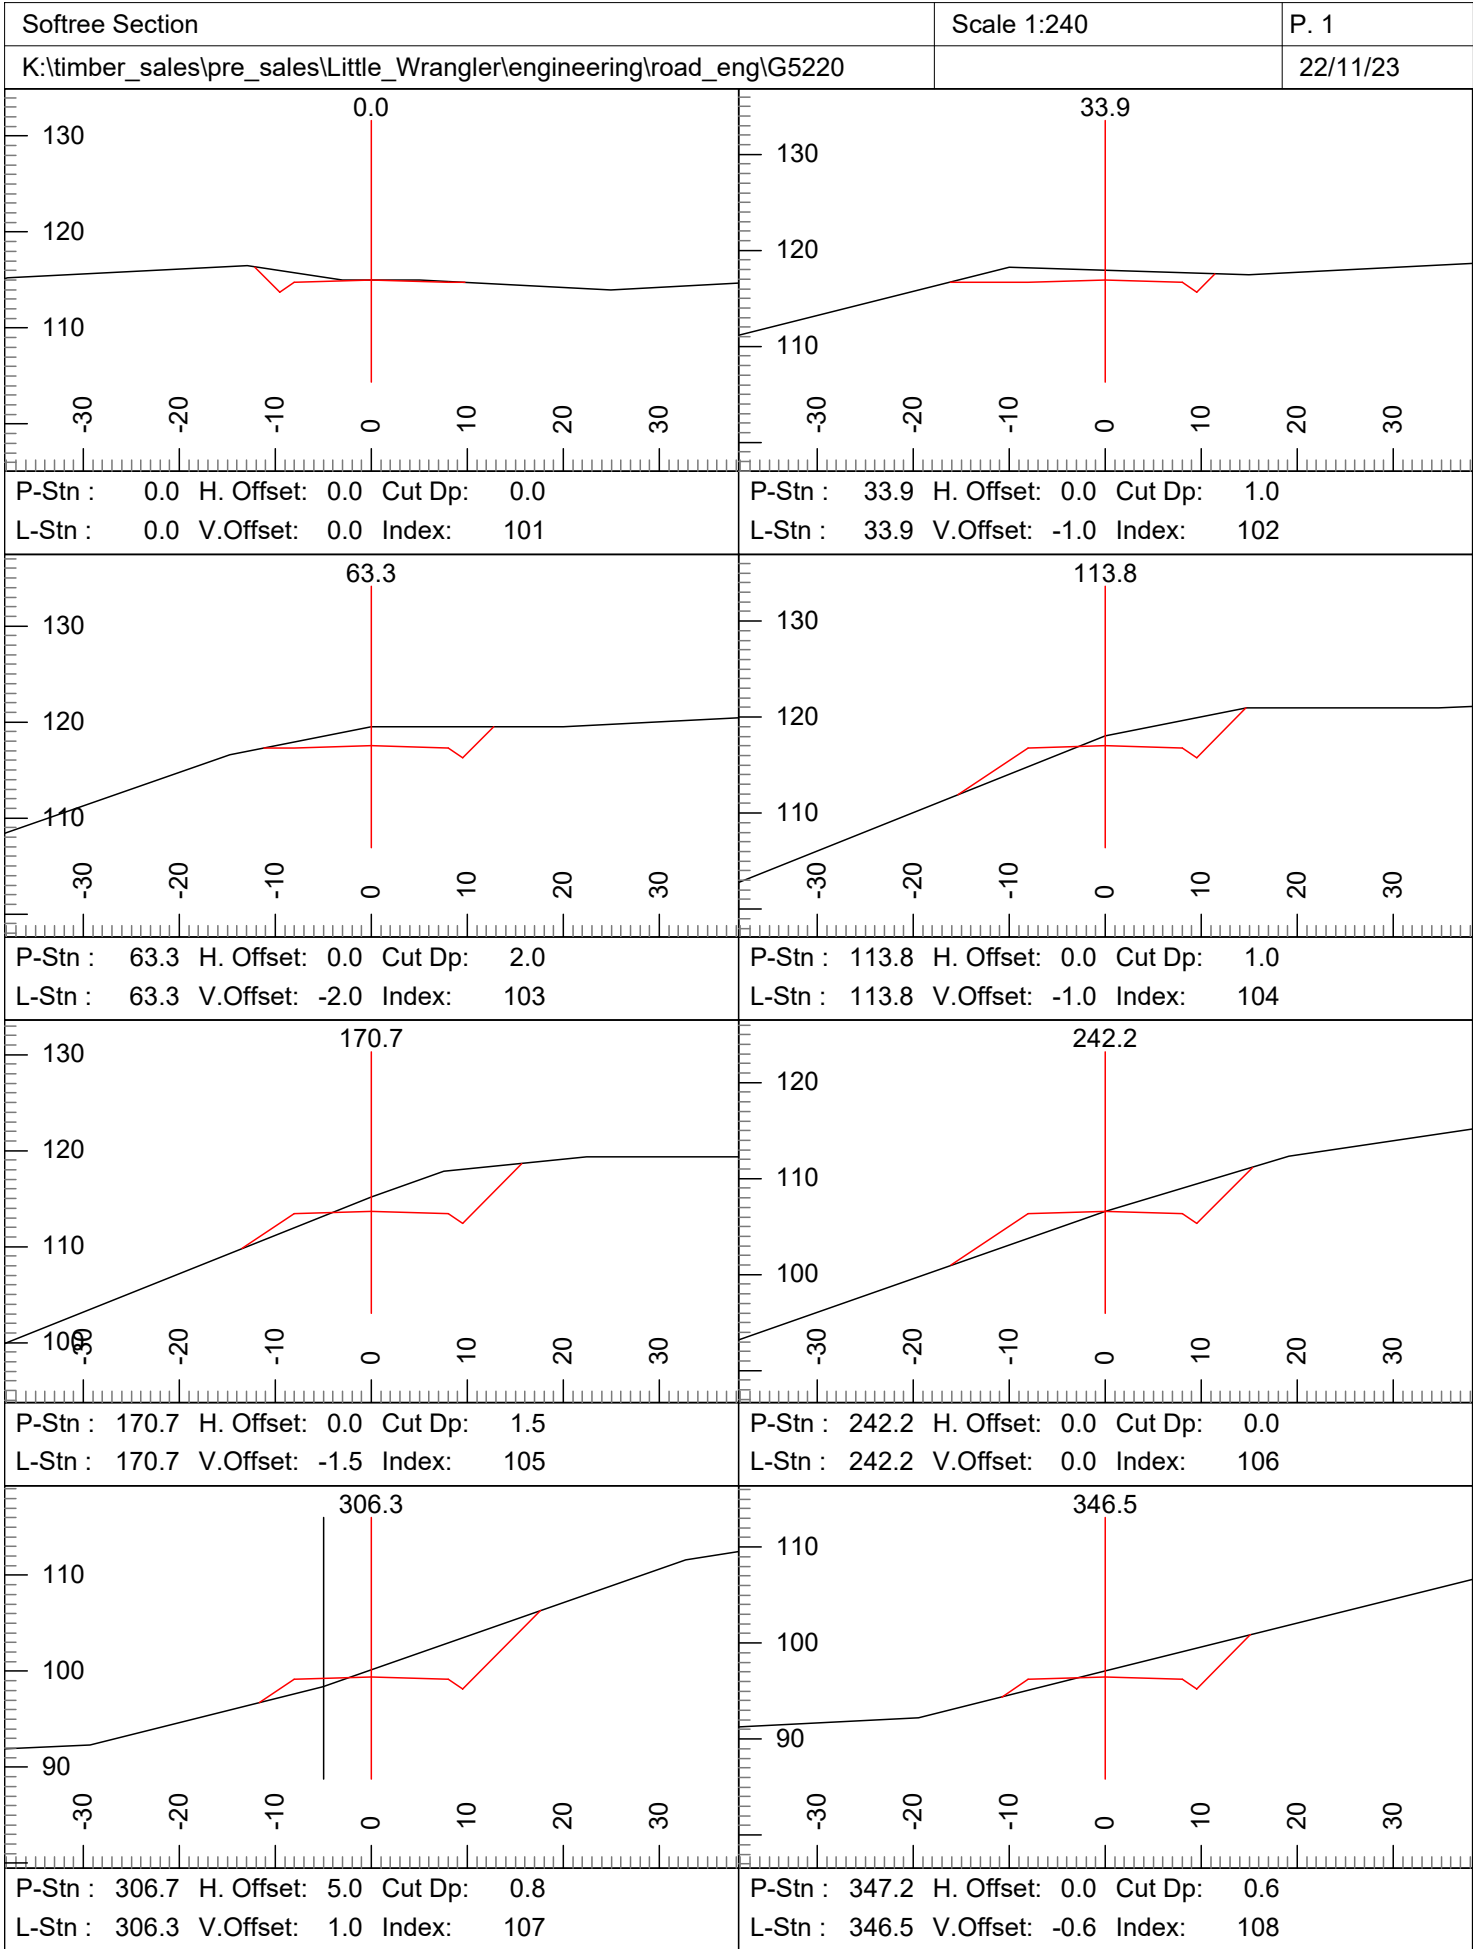 Softree Section Scale 1:240 P. 1
K:\timber_sales\pre_sales\Little_Wrangler\engineering\road_eng\G5220 22/11/23
0.0
130
120
110
-30 -20 -10 0 10 20 30
P-Stn : 0.0 H. Offset: 0.0 Cut Dp: 0.0
L-Stn : 0.0 V.Offset: 0.0 Index: 101
33.9
130
120
110
-30 -20 -10 0 10 20 30
P-Stn : 33.9 H. Offset: 0.0 Cut Dp: 1.0
L-Stn : 33.9 V.Offset: -1.0 Index: 102
63.3
130
120
110
-30 -20 -10 0 10 20 30
P-Stn : 63.3 H. Offset: 0.0 Cut Dp: 2.0
L-Stn : 63.3 V.Offset: -2.0 Index: 103
113.8
130
120
110
-30 -20 -10 0 10 20 30
P-Stn : 113.8 H. Offset: 0.0 Cut Dp: 1.0
L-Stn : 113.8 V.Offset: -1.0 Index: 104
170.7
130
120
110
100
-30 -20 -10 0 10 20 30
P-Stn : 170.7 H. Offset: 0.0 Cut Dp: 1.5
L-Stn : 170.7 V.Offset: -1.5 Index: 105
242.2
120
110
100
-30 -20 -10 0 10 20 30
P-Stn : 242.2 H. Offset: 0.0 Cut Dp: 0.0
L-Stn : 242.2 V.Offset: 0.0 Index: 106
306.3
110
100
90
-30 -20 -10 0 10 20 30
P-Stn : 306.7 H. Offset: 5.0 Cut Dp: 0.8
L-Stn : 306.3 V.Offset: 1.0 Index: 107
346.5
110
100
90
-30 -20 -10 0 10 20 30
P-Stn : 347.2 H. Offset: 0.0 Cut Dp: 0.6
L-Stn : 346.5 V.Offset: -0.6 Index: 108